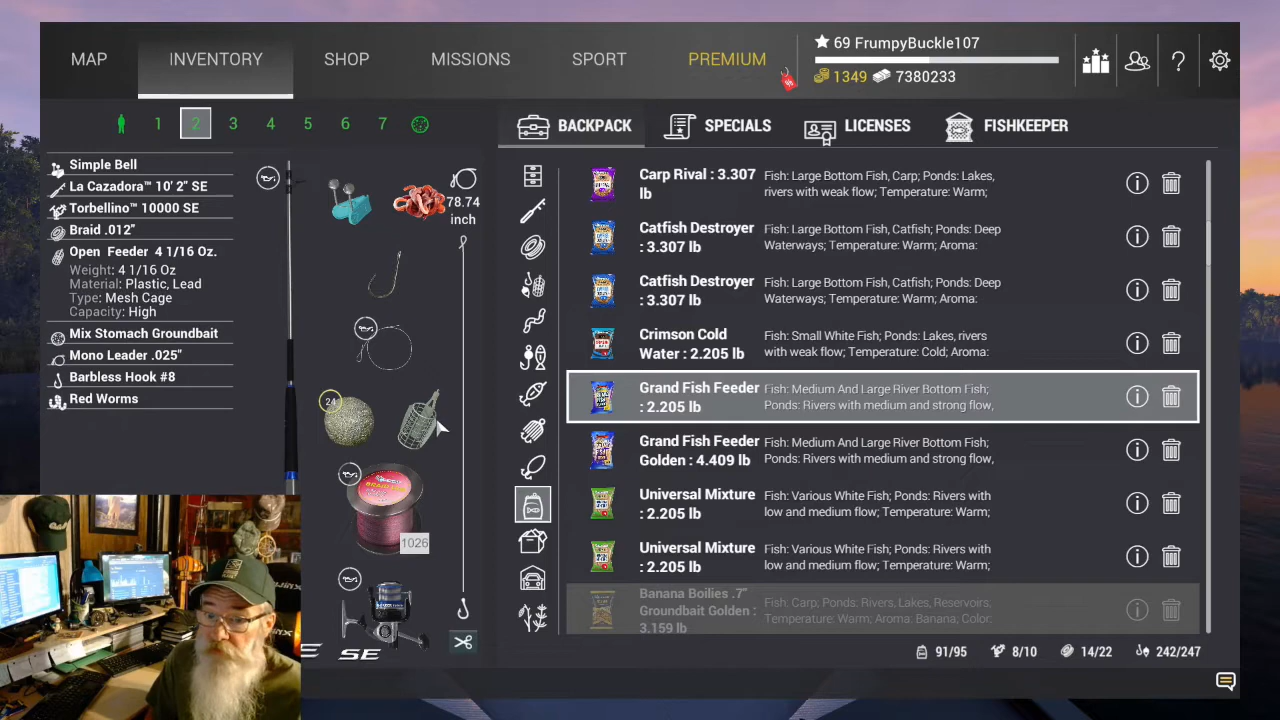 MAP
INVENTORY
SHOP
MISSIONS
SPORT
PREMIUM
69 FrumpyBuckle107
1349 7380233
1
2
3
4
5
6
7
BACKPACK
SPECIALS
LICENSES
FISHKEEPER
Simple Bell
La Cazadora™ 10' 2" SE
Torbellino™ 10000 SE
Braid .012"
Open Feeder 4 1/16 Oz.
Weight: 4 1/16 Oz
Material: Plastic, Lead
Type: Mesh Cage
Capacity: High
Mix Stomach Groundbait
Mono Leader .025"
Barbless Hook #8
Red Worms
78.74
inch
24
1026
SE
Carp Rival : 3.307
lb
Fish: Large Bottom Fish, Carp; Ponds: Lakes,
rivers with weak flow; Temperature: Warm;
Catfish Destroyer
: 3.307 lb
Fish: Large Bottom Fish, Catfish; Ponds: Deep
Waterways; Temperature: Warm; Aroma:
Catfish Destroyer
: 3.307 lb
Fish: Large Bottom Fish, Catfish; Ponds: Deep
Waterways; Temperature: Warm; Aroma:
Crimson Cold
Water : 2.205 lb
Fish: Small White Fish; Ponds: Lakes, rivers
with weak flow; Temperature: Cold; Aroma:
Grand Fish Feeder
: 2.205 lb
Fish: Medium And Large River Bottom Fish;
Ponds: Rivers with medium and strong flow,
Grand Fish Feeder
Golden : 4.409 lb
Fish: Medium And Large River Bottom Fish;
Ponds: Rivers with medium and strong flow,
Universal Mixture
: 2.205 lb
Fish: Various White Fish; Ponds: Rivers with
low and medium flow; Temperature: Warm;
Universal Mixture
: 2.205 lb
Fish: Various White Fish; Ponds: Rivers with
low and medium flow; Temperature: Warm;
Banana Boilies .7"
Groundbait Golden :
3.159 lb
Fish: Carp; Ponds: Rivers, Lakes, Reservoirs.
Temperature: Warm; Aroma: Banana, Color:
91/95
8/10
14/22
242/247